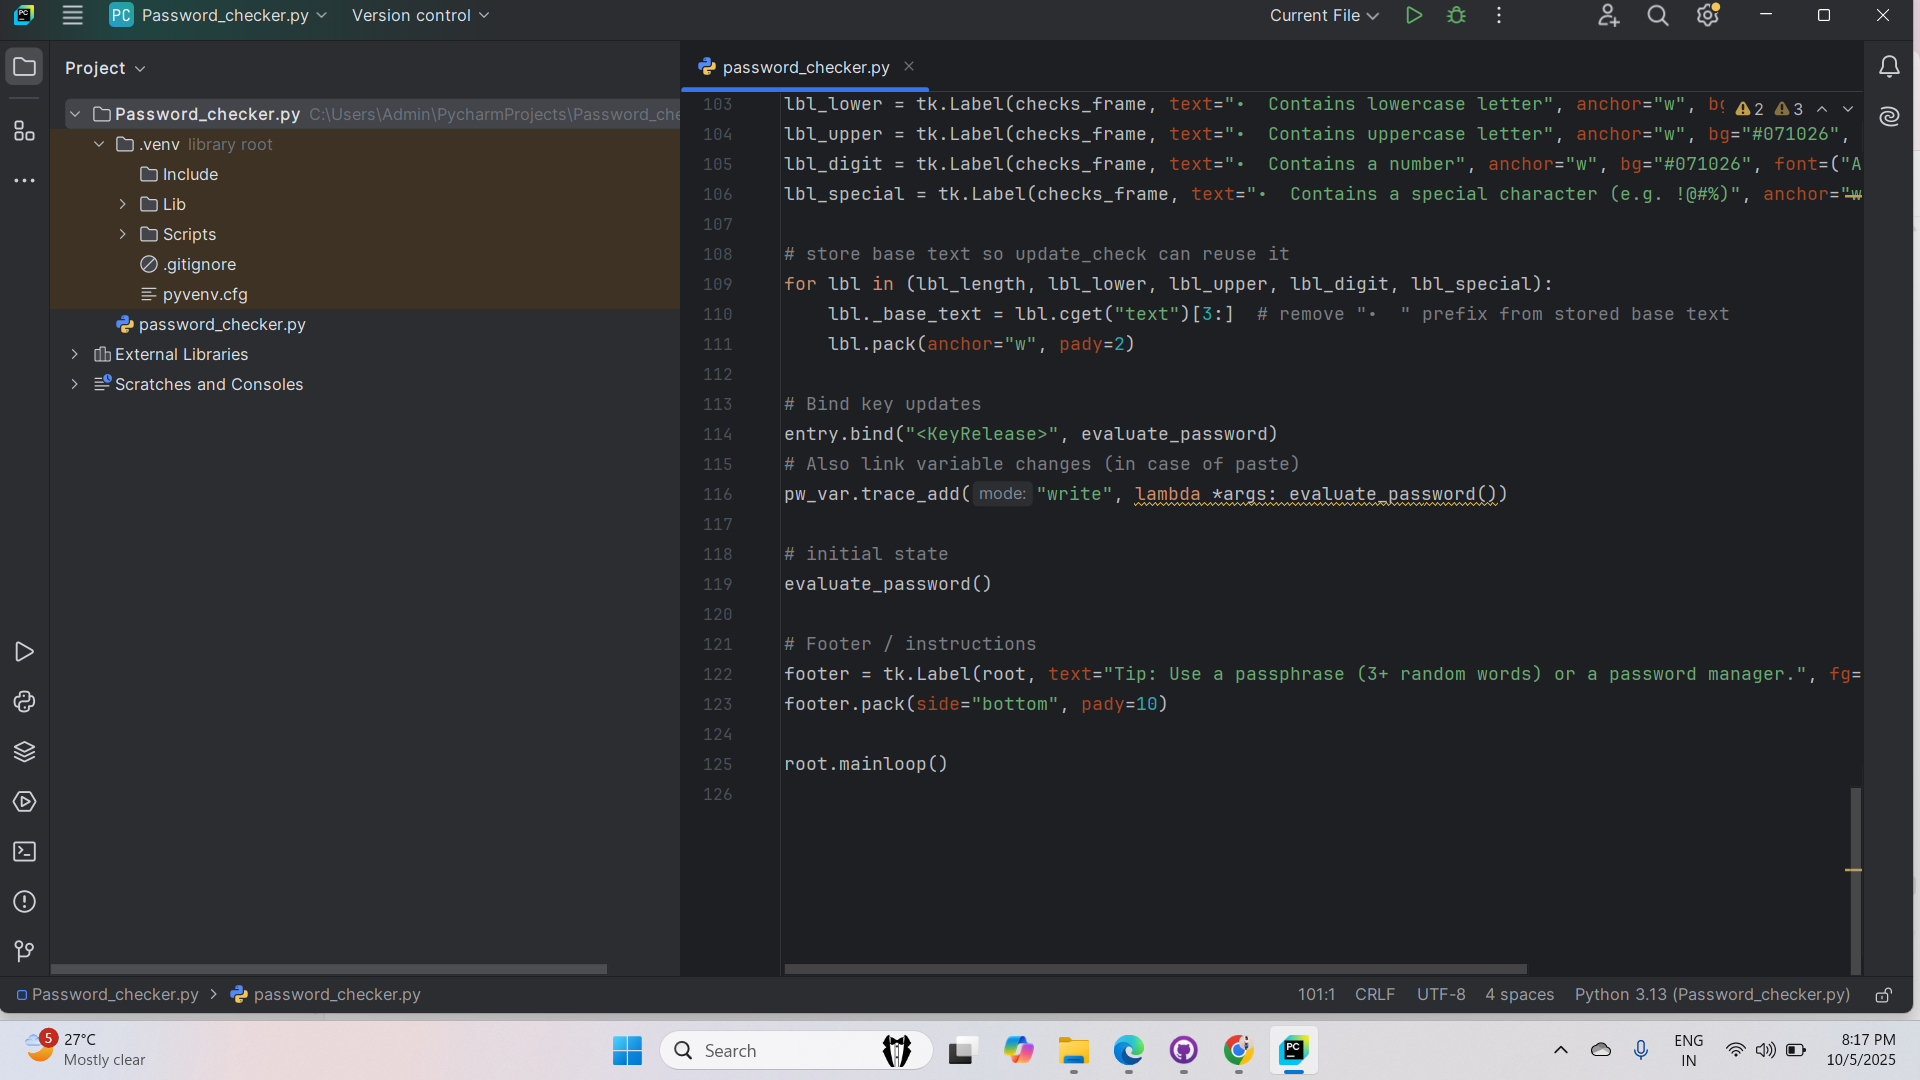 PC Password_checker.py Version control Current File
Project
password_checker.py
Password_checker.py C:\Users\Admin\PycharmProjects\Password_che
.venv library root
Include
Lib
Scripts
.gitignore
pyvenv.cfg
password_checker.py
External Libraries
Scratches and Consoles
2 3
103 lbl_lower = tk.Label(checks_frame, text="•  Contains lowercase letter", anchor="w", bg
104 lbl_upper = tk.Label(checks_frame, text="•  Contains uppercase letter", anchor="w", bg="#071026",
105 lbl_digit = tk.Label(checks_frame, text="•  Contains a number", anchor="w", bg="#071026", font=("A
106 lbl_special = tk.Label(checks_frame, text="•  Contains a special character (e.g. !@#%)", anchor="w
107
108 # store base text so update_check can reuse it
109 for lbl in (lbl_length, lbl_lower, lbl_upper, lbl_digit, lbl_special):
110     lbl._base_text = lbl.cget("text")[3:]  # remove "•  " prefix from stored base text
111     lbl.pack(anchor="w", pady=2)
112
113 # Bind key updates
114 entry.bind("<KeyRelease>", evaluate_password)
115 # Also link variable changes (in case of paste)
116 pw_var.trace_add( mode: "write", lambda *args: evaluate_password())
117
118 # initial state
119 evaluate_password()
120
121 # Footer / instructions
122 footer = tk.Label(root, text="Tip: Use a passphrase (3+ random words) or a password manager.", fg=
123 footer.pack(side="bottom", pady=10)
124
125 root.mainloop()
126
Password_checker.py > password_checker.py 101:1 CRLF UTF-8 4 spaces Python 3.13 (Password_checker.py)
5 27°C
Mostly clear
Search
PC
ENG
IN
8:17 PM
10/5/2025